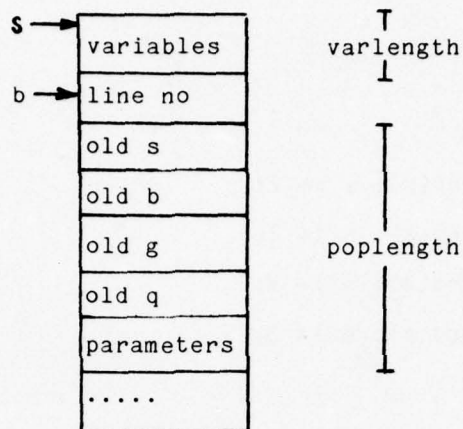 S
variables
varlength
b
line no
old s
old b
old g
poplength
old q
parameters
.....